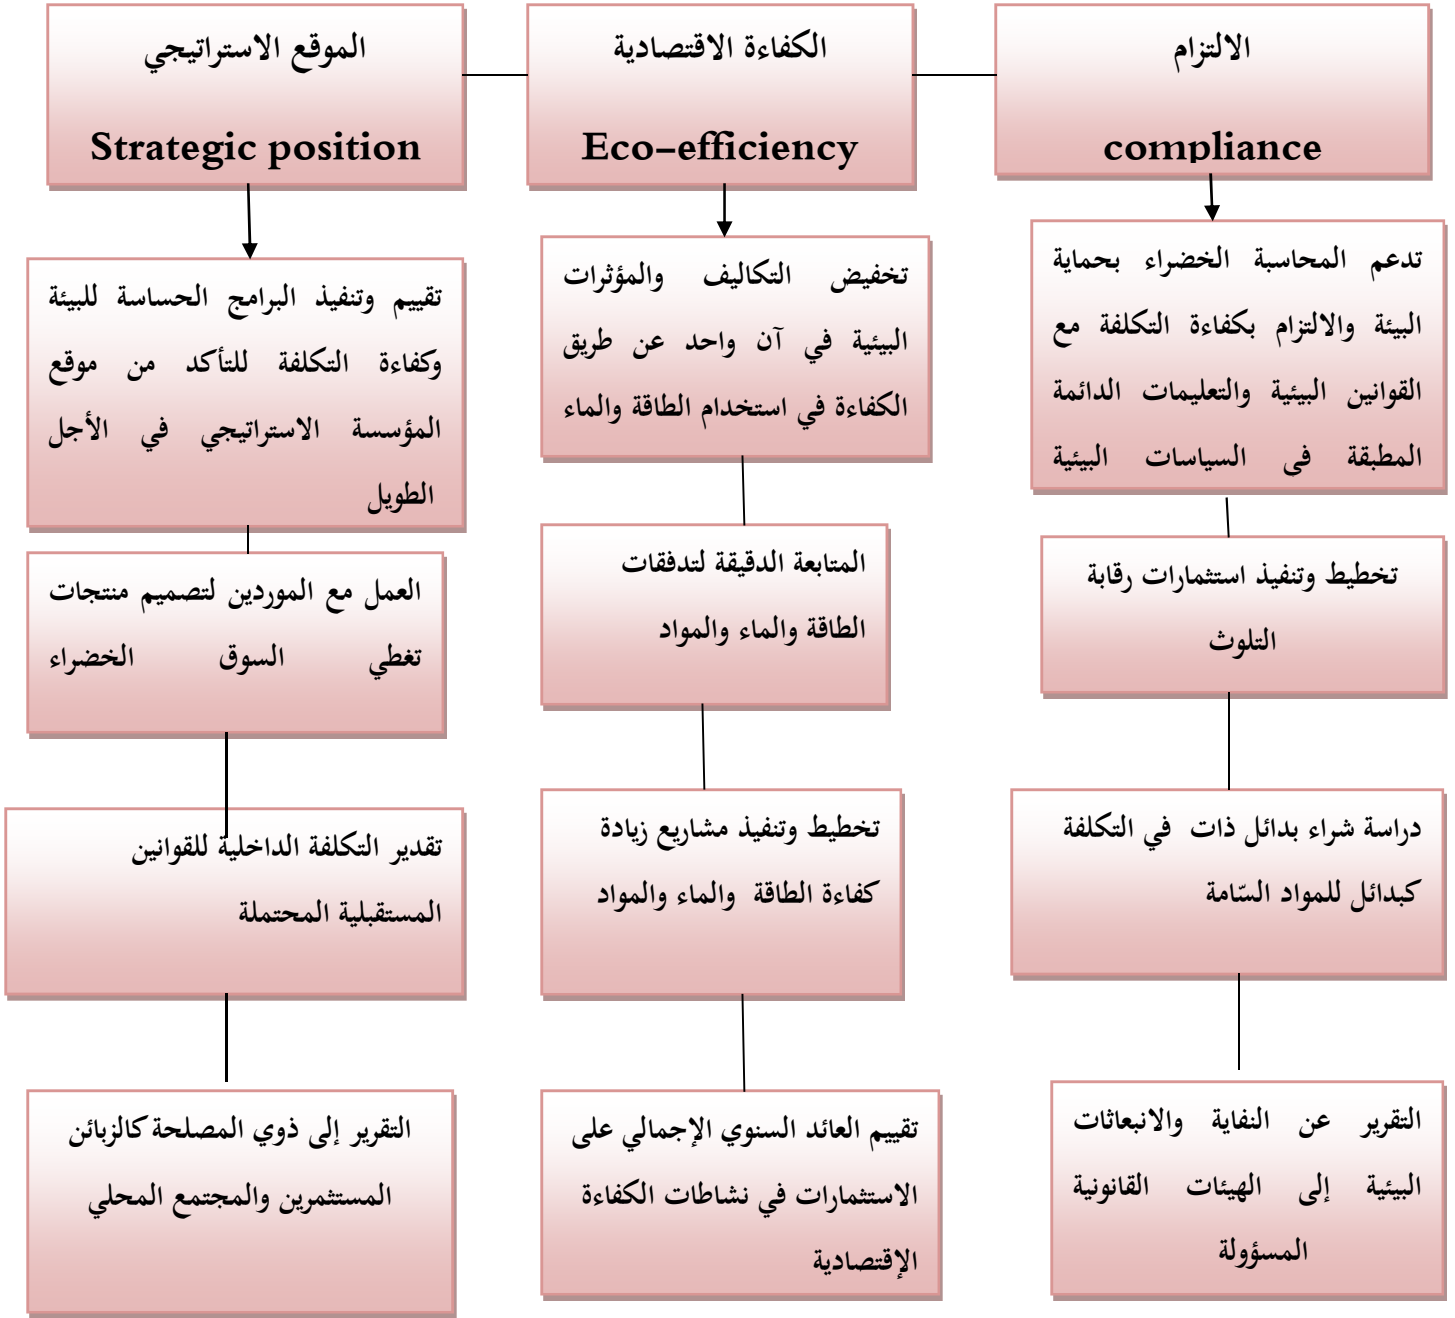 الالتزام
compliance
تدعم المحاسبة الخضراء بحماية
البيئة والالتزام بكفاءة التكلفة مع
القوانين البيئية والتعليمات الدائمة
المطبقة في السياسات البيئية
تخطيط وتنفيذ استثمارات رقابة
التلوث
دراسة شراء بدائل ذات في التكلفة
كبدائل للمواد السّامة
التقرير عن النفاية والانبعاثات
البيئية إلى الهيئات القانونية
المسؤولة
الكفاءة الاقتصادية
Eco-efficiency
تخفيض التكاليف والمؤثرات
البيئية في آن واحد عن طريق
الكفاءة في استخدام الطاقة والماء
المتابعة الدقيقة لتدفقات
الطاقة والماء والمواد
تخطيط وتنفيذ مشاريع زيادة
كفاءة الطاقة والماء والمواد
تقييم العائد السنوي الإجمالي على
الاستثمارات في نشاطات الكفاءة
الإقتصادية
الموقع الاستراتيجي
Strategic position
تقييم وتنفيذ البرامج الحساسة للبيئة
وكفاءة التكلفة للتأكد من موقع
المؤسسة الاستراتيجي في الأجل
الطويل
العمل مع الموردين لتصميم منتجات
تغطي السوق الخضراء
تقدير التكلفة الداخلية للقوانين
المستقبلية المحتملة
التقرير إلى ذوي المصلحة كالزبائن
المستثمرين والمجتمع المحلي